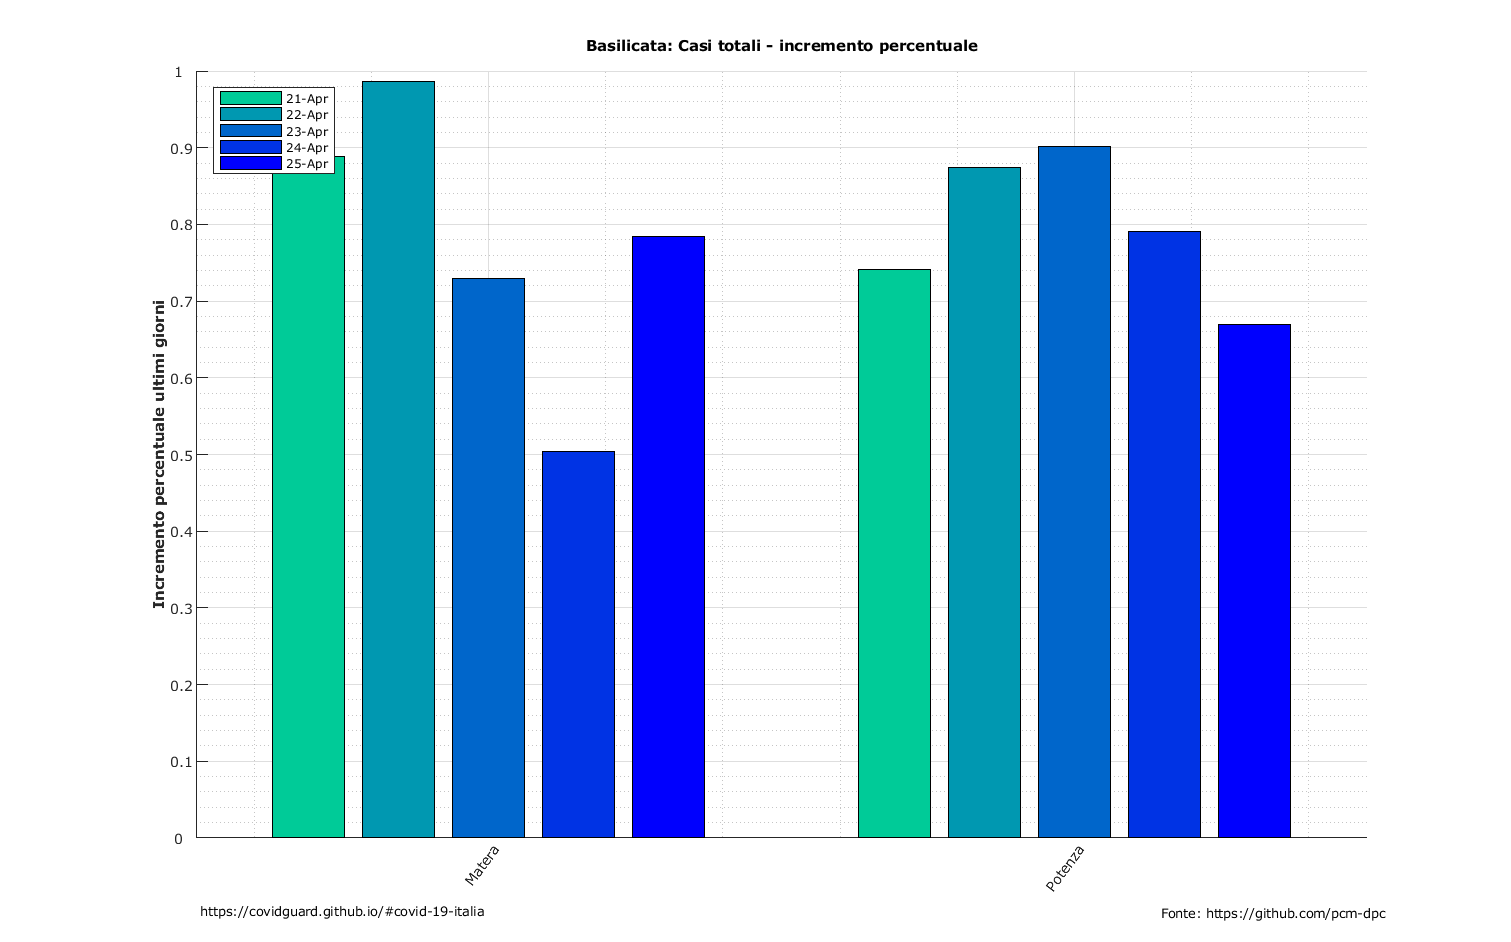 Basilicata: Casi totali - incremento percentuale
1
0.9
0.8
0.7
0.6
0.5
0.4
0.3
0.2
0.1
0
Incremento percentuale ultimi giorni
21-Apr
22-Apr
23-Apr
24-Apr
25-Apr
Matera
Potenza
https://covidguard.github.io/#covid-19-italia
Fonte: https://github.com/pcm-dpc